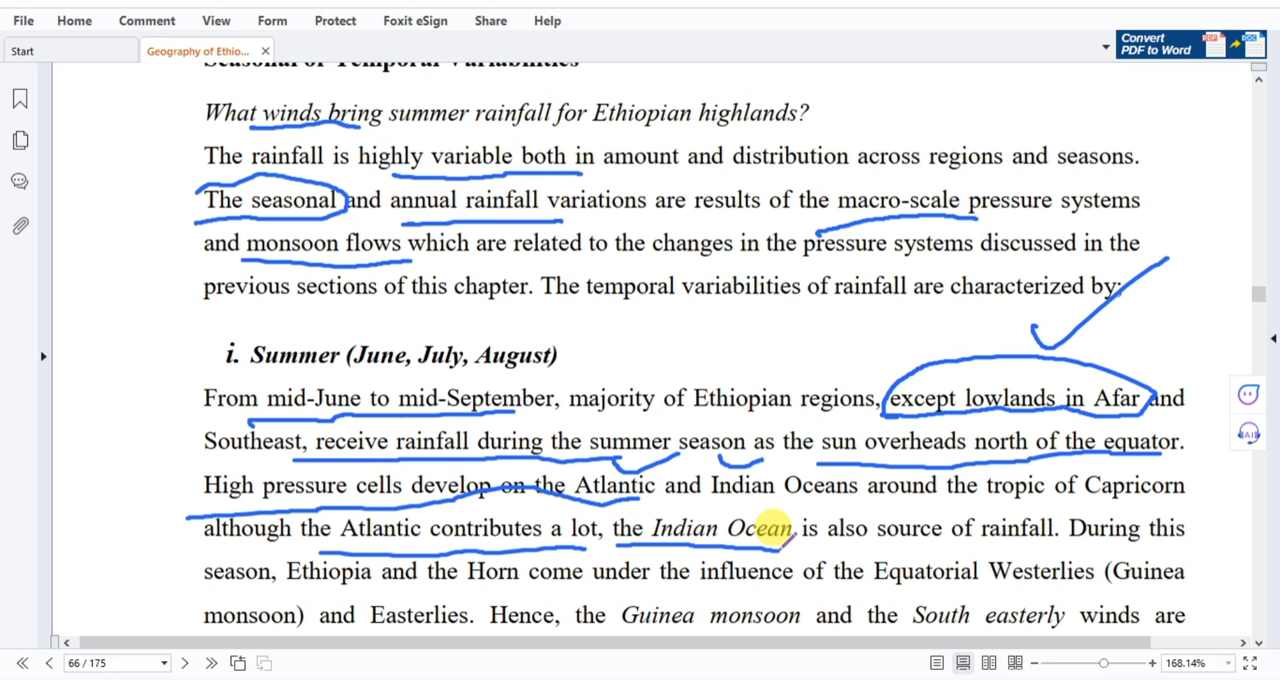 File Home Comment View Form Protect Foxit eSign Share Help
Start
Geography of Ethio...
Convert
PDF to Word
Seasonal or Temporal Variabilities
What winds bring summer rainfall for Ethiopian highlands?
The rainfall is highly variable both in amount and distribution across regions and seasons.
The seasonal and annual rainfall variations are results of the macro-scale pressure systems
and monsoon flows which are related to the changes in the pressure systems discussed in the
previous sections of this chapter. The temporal variabilities of rainfall are characterized by:
i. Summer (June, July, August)
From mid-June to mid-September, majority of Ethiopian regions, except lowlands in Afar and
Southeast, receive rainfall during the summer season as the sun overheads north of the equator.
High pressure cells develop on the Atlantic and Indian Oceans around the tropic of Capricorn
although the Atlantic contributes a lot, the Indian Ocean is also source of rainfall. During this
season, Ethiopia and the Horn come under the influence of the Equatorial Westerlies (Guinea
monsoon) and Easterlies. Hence, the Guinea monsoon and the South easterly winds are
66 / 175
168.14%